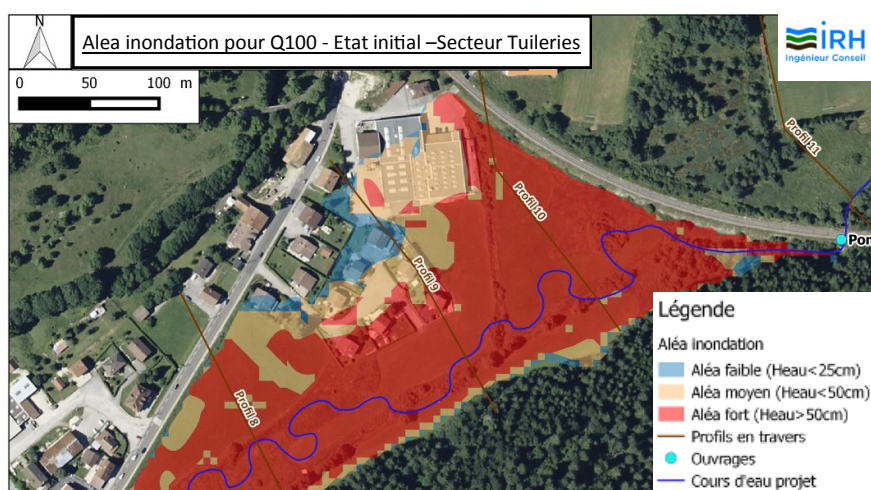 N
Alea inondation pour Q100 - Etat initial –Secteur Tuileries
iRH
Ingénieur Conseil
0 50 100 m
Profil 11
Profil 10
Profil 9
Profil 8
Pon
Légende
Aléa inondation
Aléa faible (Heau<25cm)
Aléa moyen (Heau<50cm)
Aléa fort (Heau>50cm)
Profils en travers
Ouvrages
Cours d'eau projet